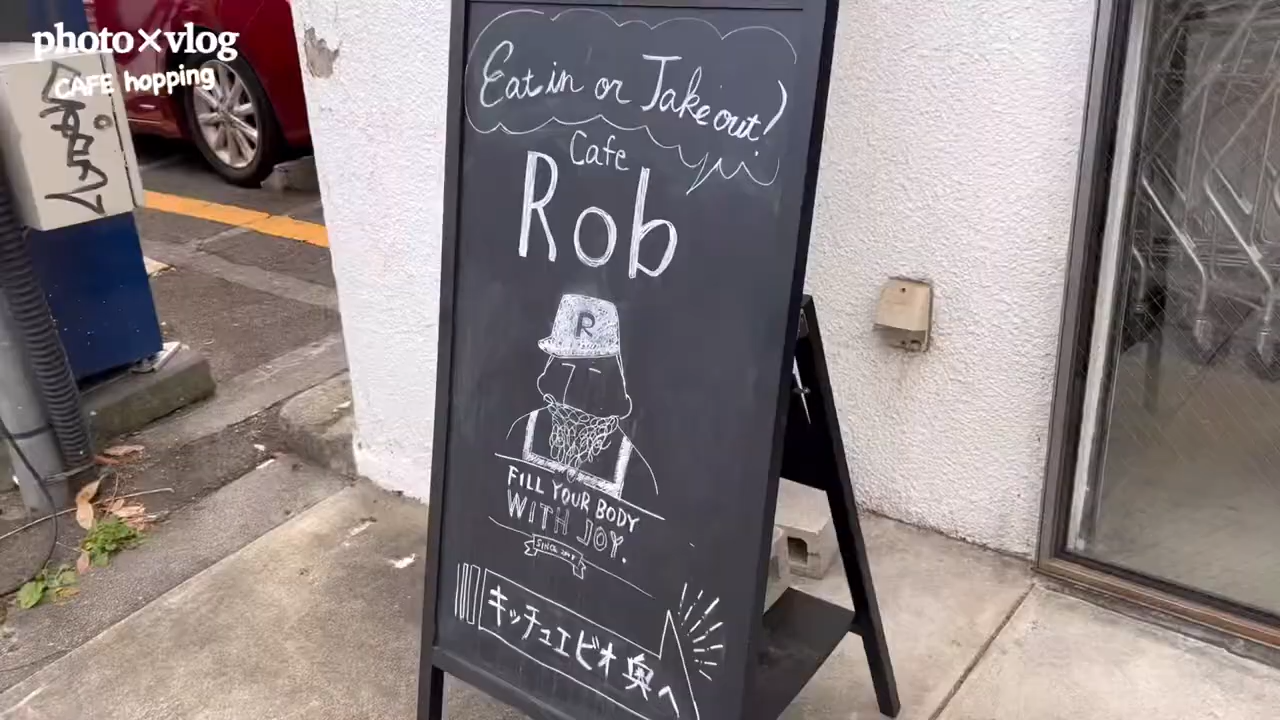 photo×vlog
CAFE hopping
Eat in or Take out!
Cafe
Rob
R
FILL YOUR BODY
WITH JOY.
キッチュエビオ奥へ